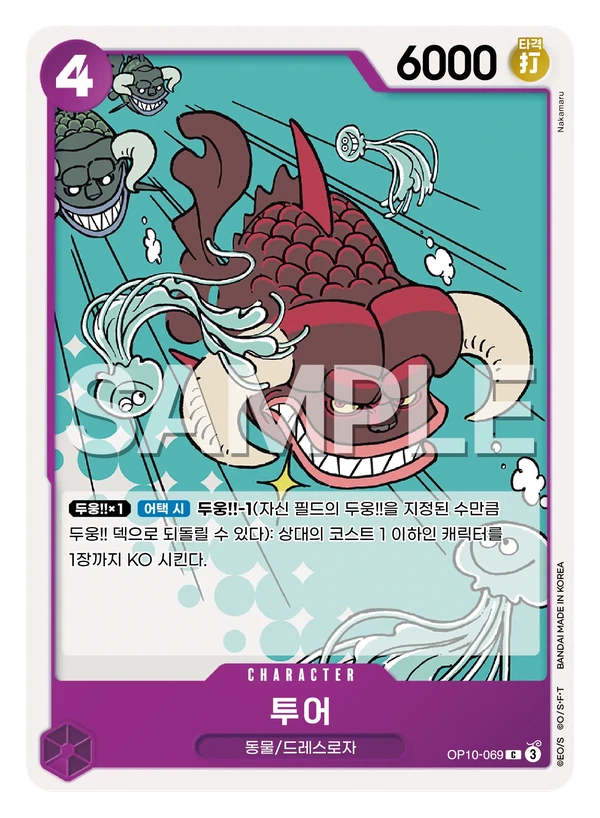 4
6000
타격
打
Nakamaru
SAMPLE
두웅!!×1 어택 시 두웅!!-1(자신 필드의 두웅!!을 지정된 수만큼
두웅!! 덱으로 되돌릴 수 있다): 상대의 코스트 1 이하인 캐릭터를
1장까지 KO 시킨다.
CHARACTER
투어
동물/드레스로자
OP10-069 C 3
©EO/S ©O/S·F·T BANDAI MADE IN KOREA